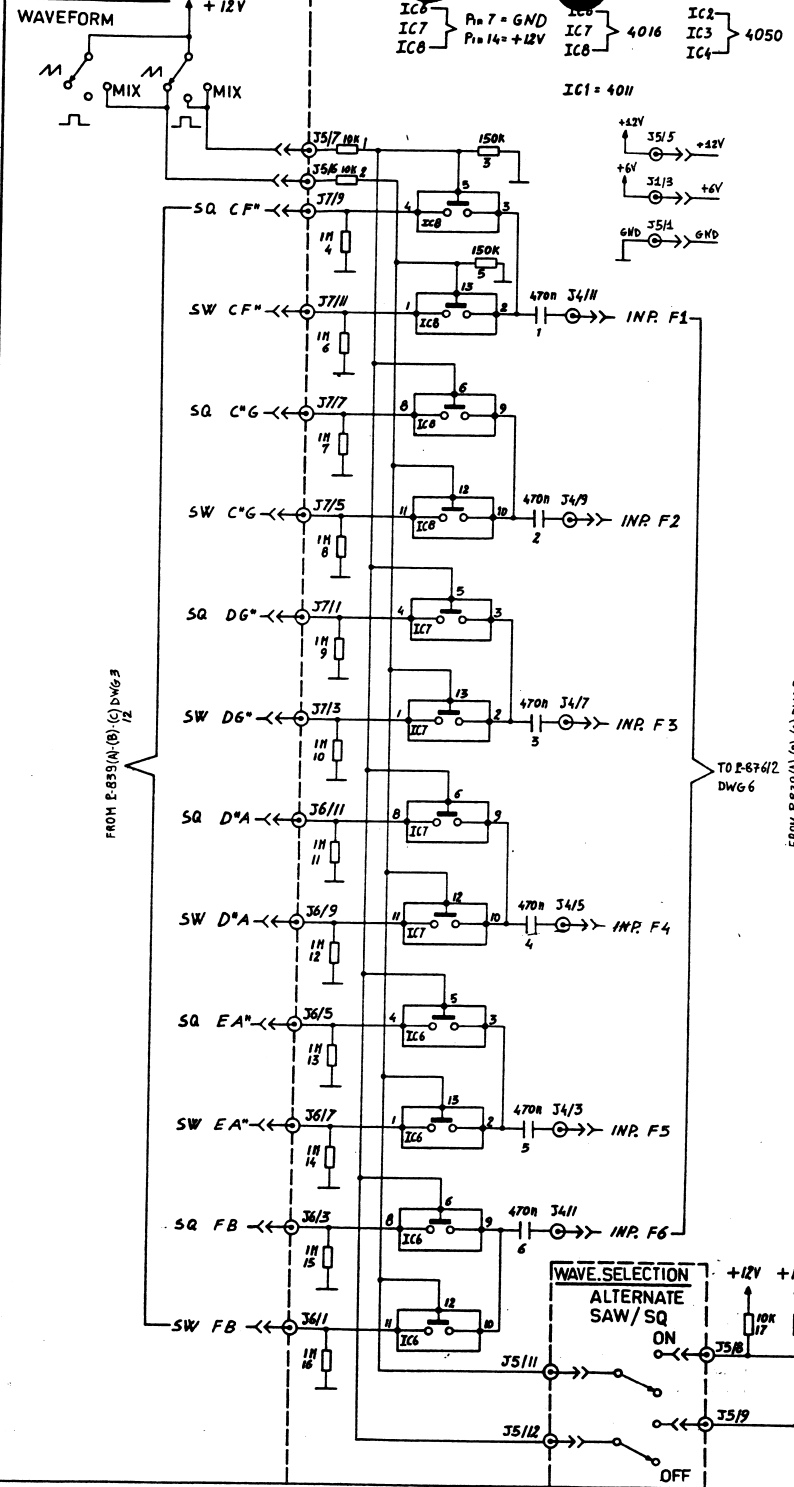 WAVEFORM
+12V
MIX
MIX
IC6
IC7
IC8
Pin 7 = GND
Pin 14 = +12V
IC7
IC8
4016
IC2
IC3
IC4
4050
IC1 = 4011
+12V J5/5 +12V
+6V J1/3 +6V
GND J5/1 GND
J5/7 10K 1
150K
3
J5/6 10K 2
SQ CF" J7/9
1M
4
4 5 3
IC8
150K
5
SW CF" J7/11
1M
6
1 13 2
IC8
470n J4/11
1
INP. F1
SQ C"G J7/7
1M
7
8 6 9
IC8
SW C"G J7/5
1M
8
11 12 10
IC8
470n J4/9
2
INP. F2
SQ DG" J7/1
1M
9
4 5 3
IC7
SW DG" J7/3
1M
10
1 13 2
IC7
470n J4/7
3
INP. F3
FROM P-839(A)-(B)-(C) DWG3
12
TO P-876/2
DWG 6
SQ D"A J6/11
1M
11
8 6 9
IC7
SW D"A J6/9
1M
12
11 12 10
IC7
470n J4/5
4
INP. F4
SQ EA" J6/5
1M
13
4 5 3
IC6
SW EA" J6/7
1M
14
1 13 2
IC6
470n J4/3
5
INP. F5
SQ FB J6/3
1M
15
8 6 9
IC6
470n J4/1
6
INP. F6
SW FB J6/1
1M
16
11 12 10
IC6
WAVE.SELECTION
ALTERNATE
SAW/SQ
ON
+12V
10K
17
J5/8
J5/11
J5/9
J5/12
OFF